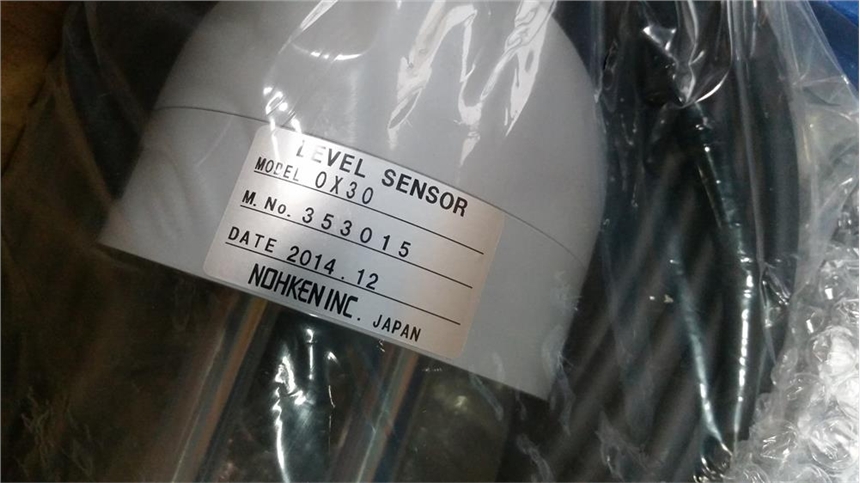 LEVEL SENSOR
MODEL OX30
M. No. 353015
DATE 2014.12
NOHKEN INC. JAPAN